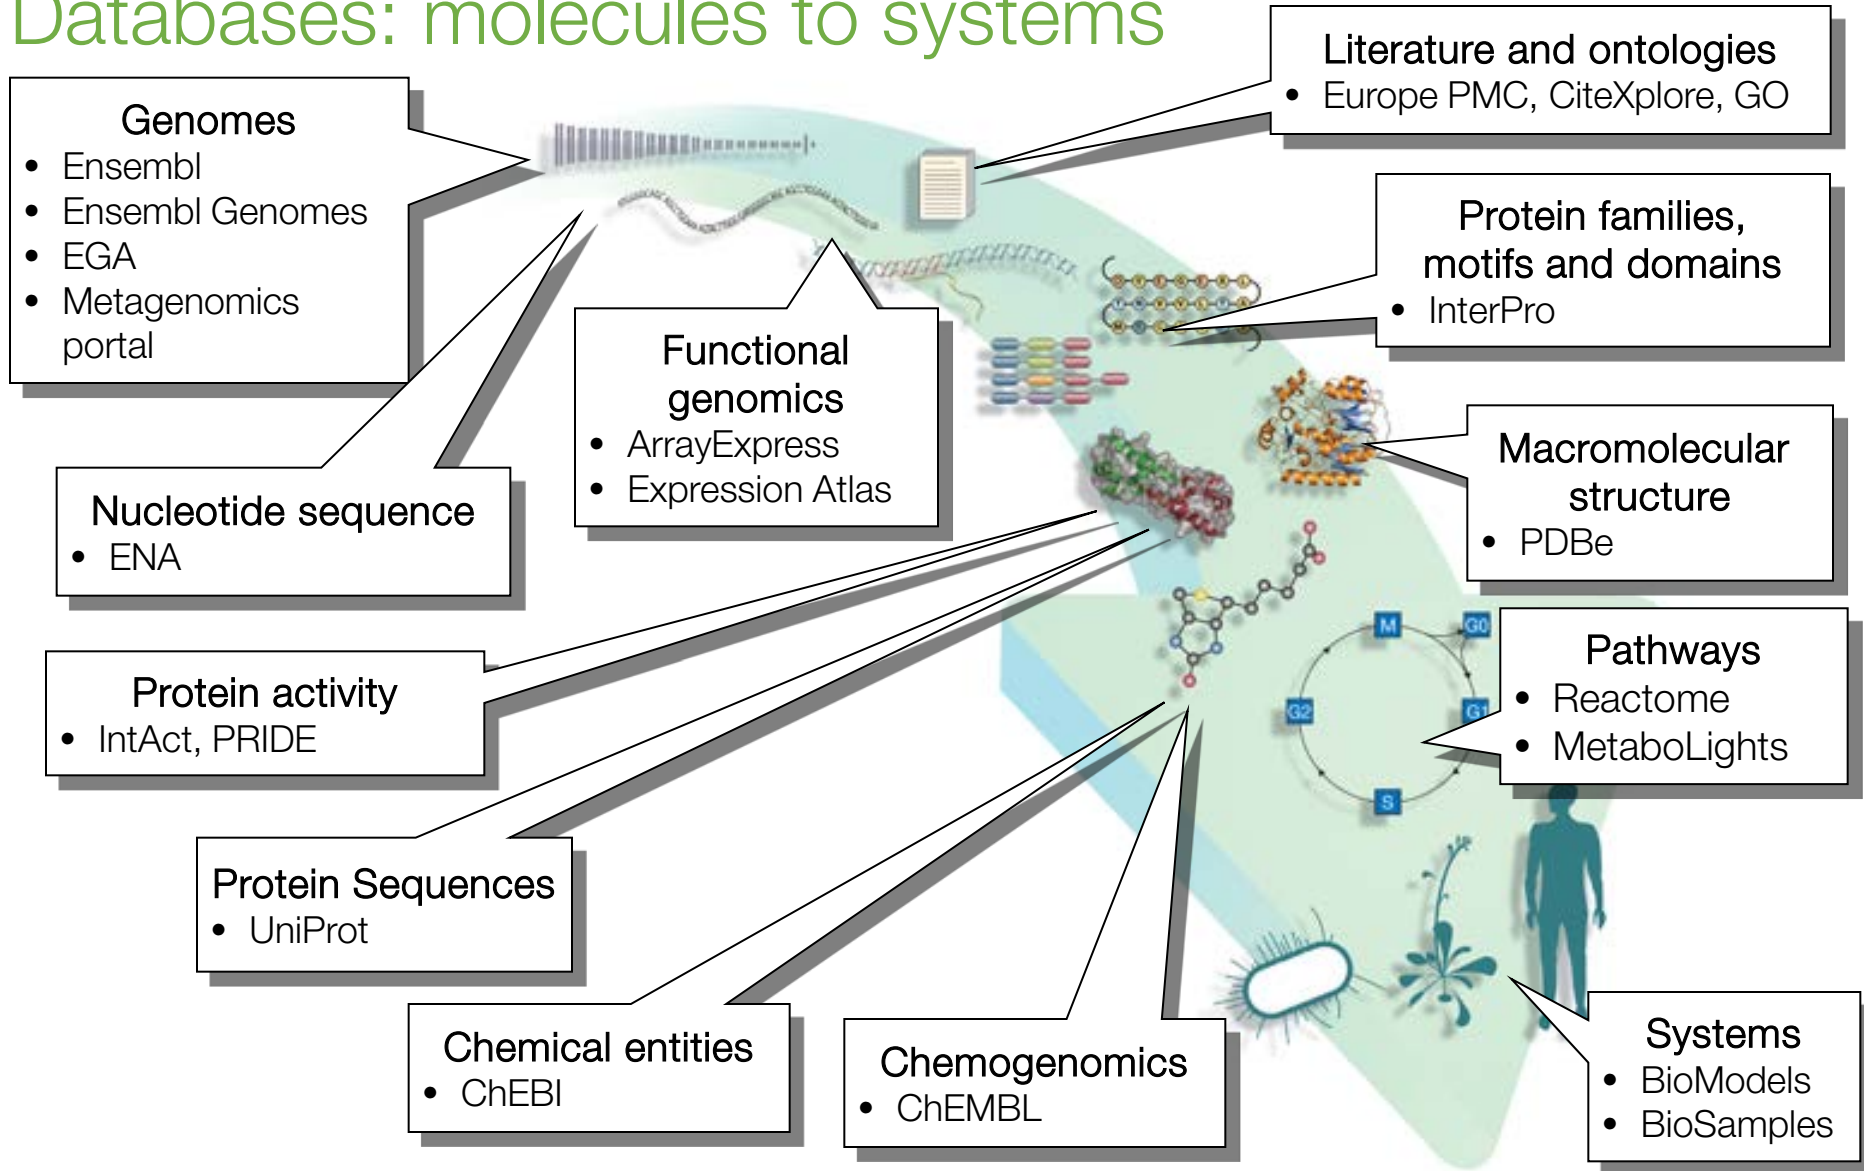 Databases: molecules to systems
Genomes
• Ensembl
• Ensembl Genomes
• EGA
• Metagenomics
portal
Literature and ontologies
• Europe PMC, CiteXplore, GO
Protein families,
motifs and domains
• InterPro
Functional
genomics
• ArrayExpress
• Expression Atlas
Nucleotide sequence
• ENA
Macromolecular
structure
• PDBe
Protein activity
• IntAct, PRIDE
Pathways
• Reactome
• MetaboLights
M
G0
G2
G1
S
Protein Sequences
• UniProt
Chemical entities
• ChEBI
Chemogenomics
• ChEMBL
Systems
• BioModels
• BioSamples